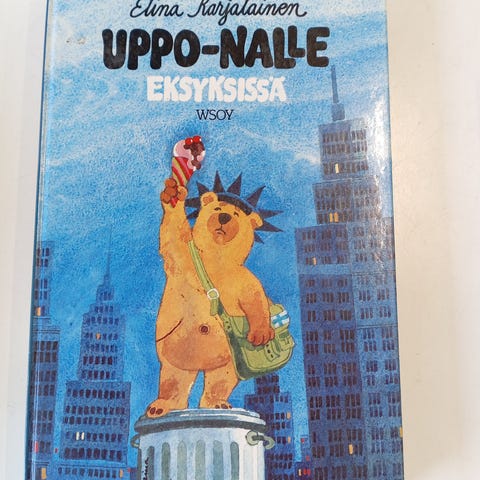 Elina Karjalainen
UPPO-NALLE
EKSYKSISSÄ
WSOY